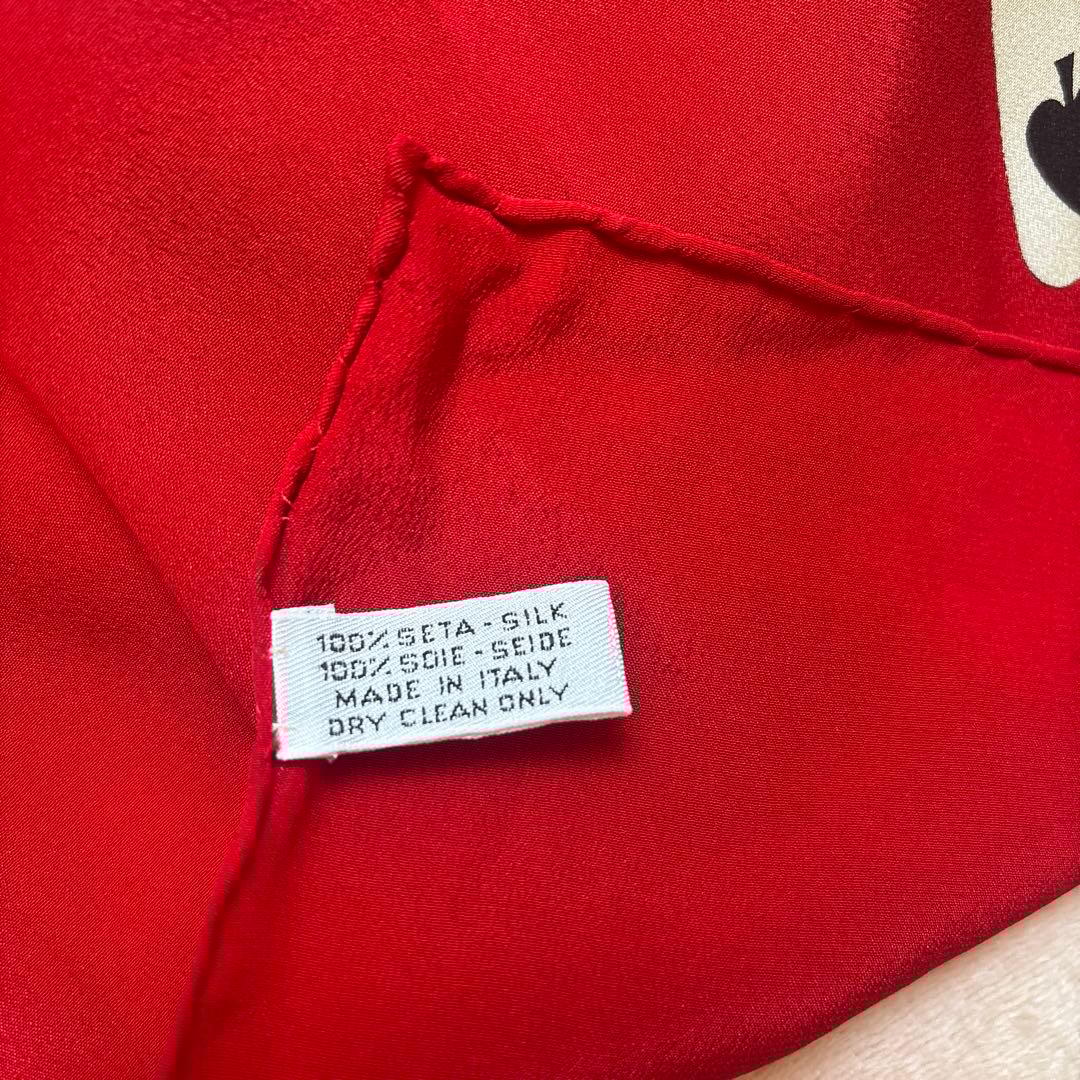 100% SETA - SILK
100% SOIE - SEIDE
MADE IN ITALY
DRY CLEAN ONLY